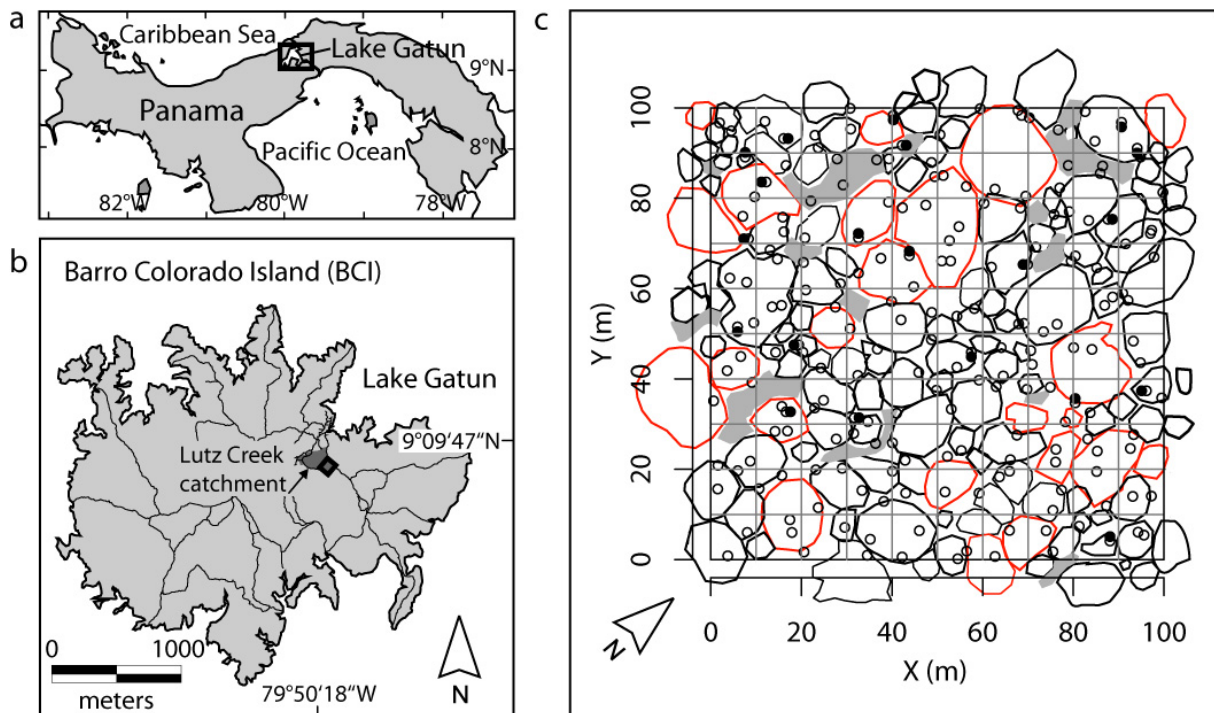 a
Caribbean Sea
Lake Gatun
9°N
Panama
8°N
Pacific Ocean
82°W
80°W
78°W
b
Barro Colorado Island (BCI)
Lake Gatun
9°09‘47“N
Lutz Creek
catchment
0 1000
meters
79°50‘18“W
N
c
100
80
60
40
20
0
Y (m)
N
0 20 40 60 80 100
X (m)